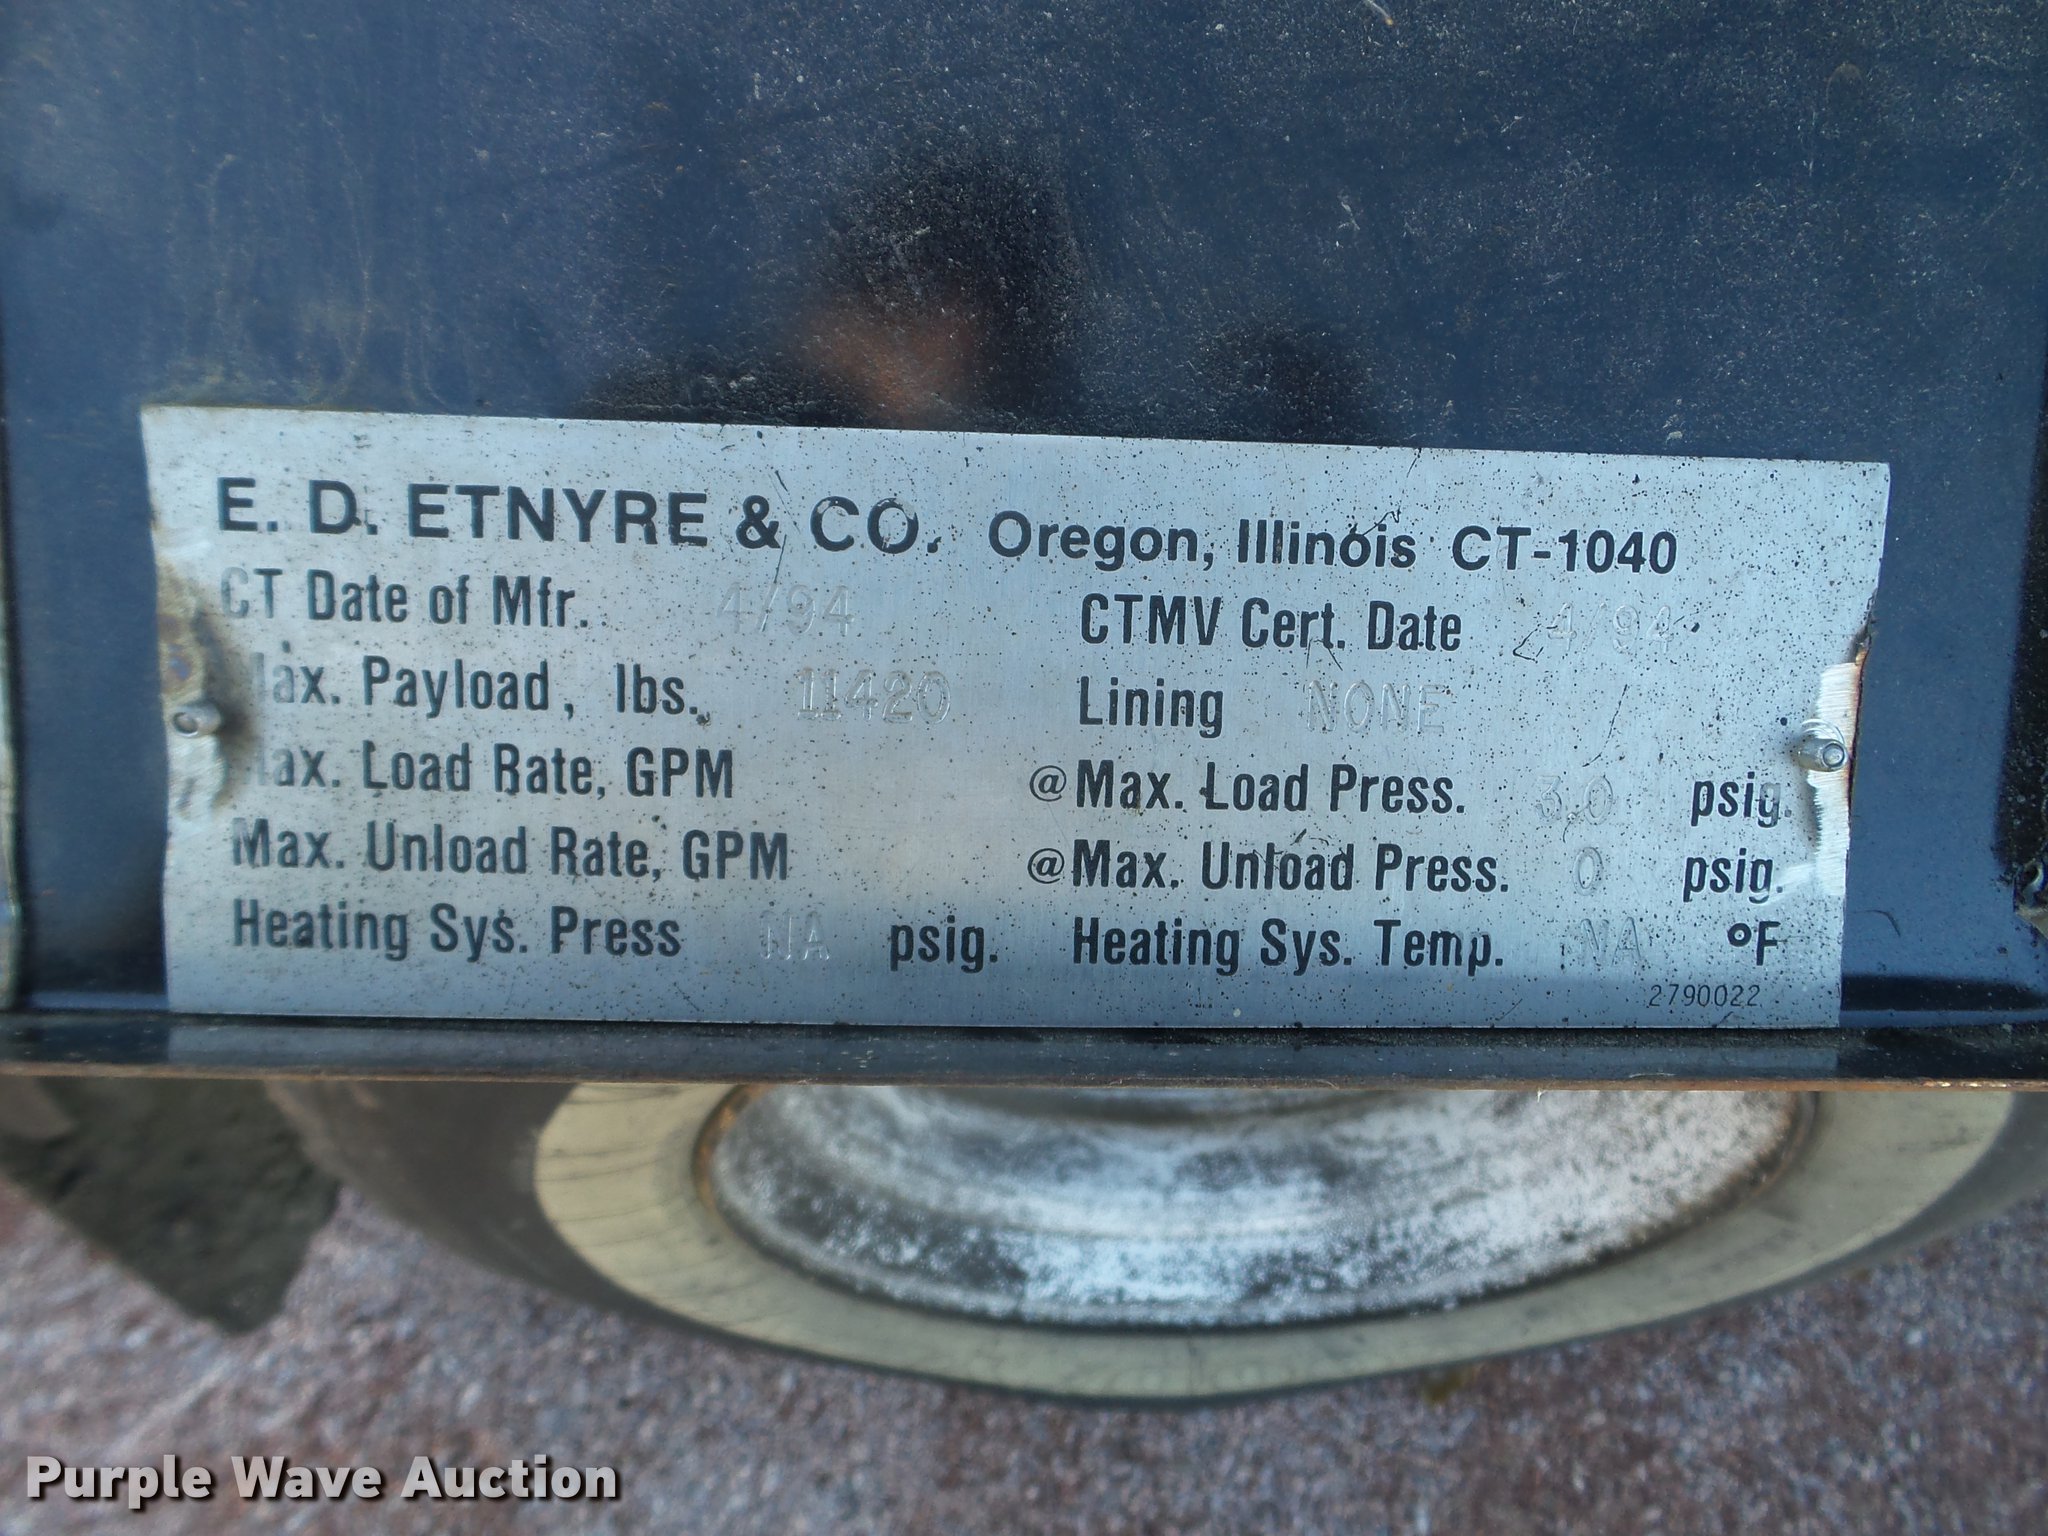 E. D. ETNYRE & CO. Oregon, Illinois CT-1040
CT Date of Mfr. 4/94 CTMV Cert. Date 4/94
Max. Payload, lbs. 11420 Lining NONE
Max. Load Rate, GPM @ Max. Load Press. 3.0 psig.
Max. Unload Rate, GPM @ Max. Unload Press. 0 psig.
Heating Sys. Press NA psig. Heating Sys. Temp. NA °F
2790022
Purple Wave Auction